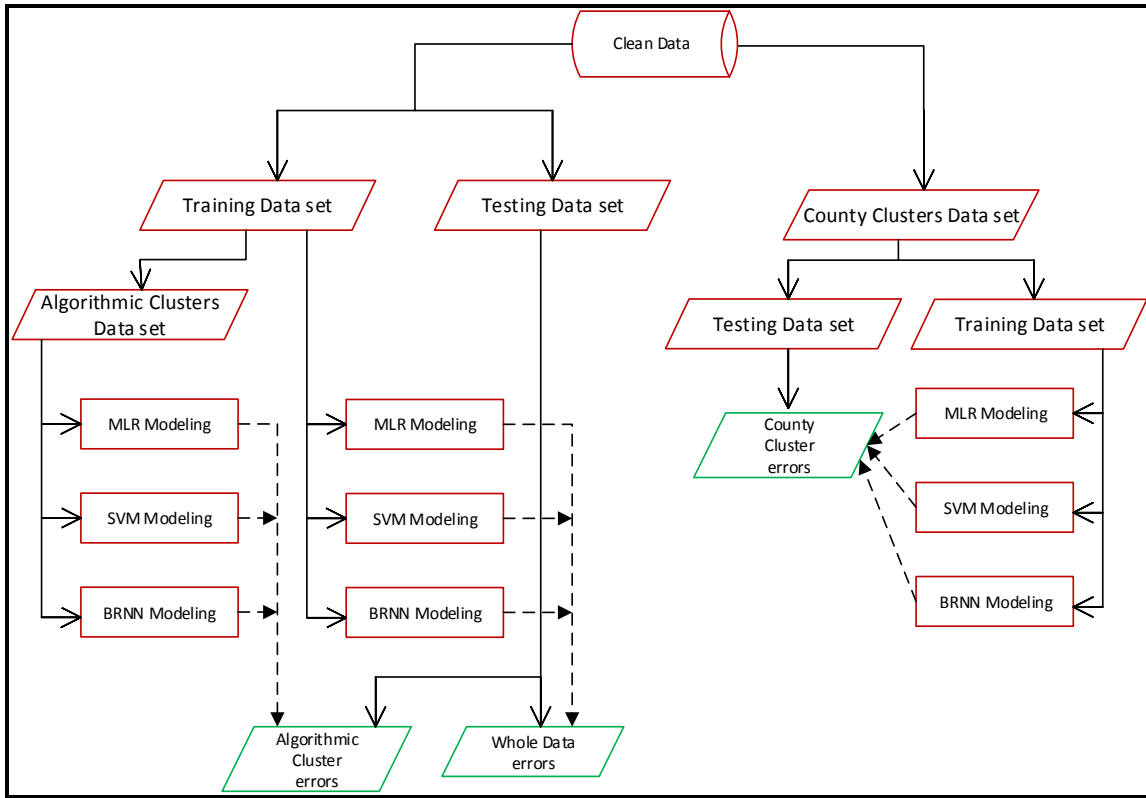 Clean Data
Training Data set
Testing Data set
County Clusters Data set
Algorithmic Clusters
Data set
Testing Data set
Training Data set
MLR Modeling
MLR Modeling
County
Cluster
errors
MLR Modeling
SVM Modeling
SVM Modeling
SVM Modeling
BRNN Modeling
BRNN Modeling
BRNN Modeling
Algorithmic
Cluster
errors
Whole Data
errors